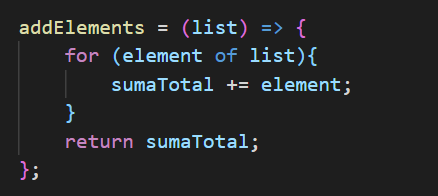 addElements = (list) => {
    for (element of list){
        sumaTotal += element;
    }
    return sumaTotal;
};